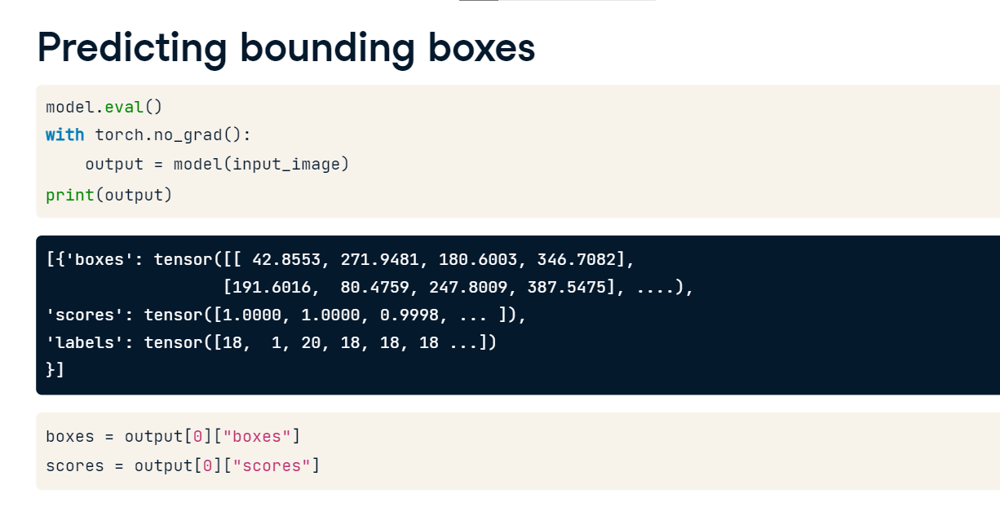 Predicting bounding boxes
model.eval()
with torch.no_grad():
    output = model(input_image)
print(output)
[{'boxes': tensor([[ 42.8553, 271.9481, 180.6003, 346.7082],
                  [191.6016,  80.4759, 247.8009, 387.5475], ....),
'scores': tensor([1.0000, 1.0000, 0.9998, ... ]),
'labels': tensor([18,  1, 20, 18, 18, 18 ...])
}]
boxes = output[0]["boxes"]
scores = output[0]["scores"]